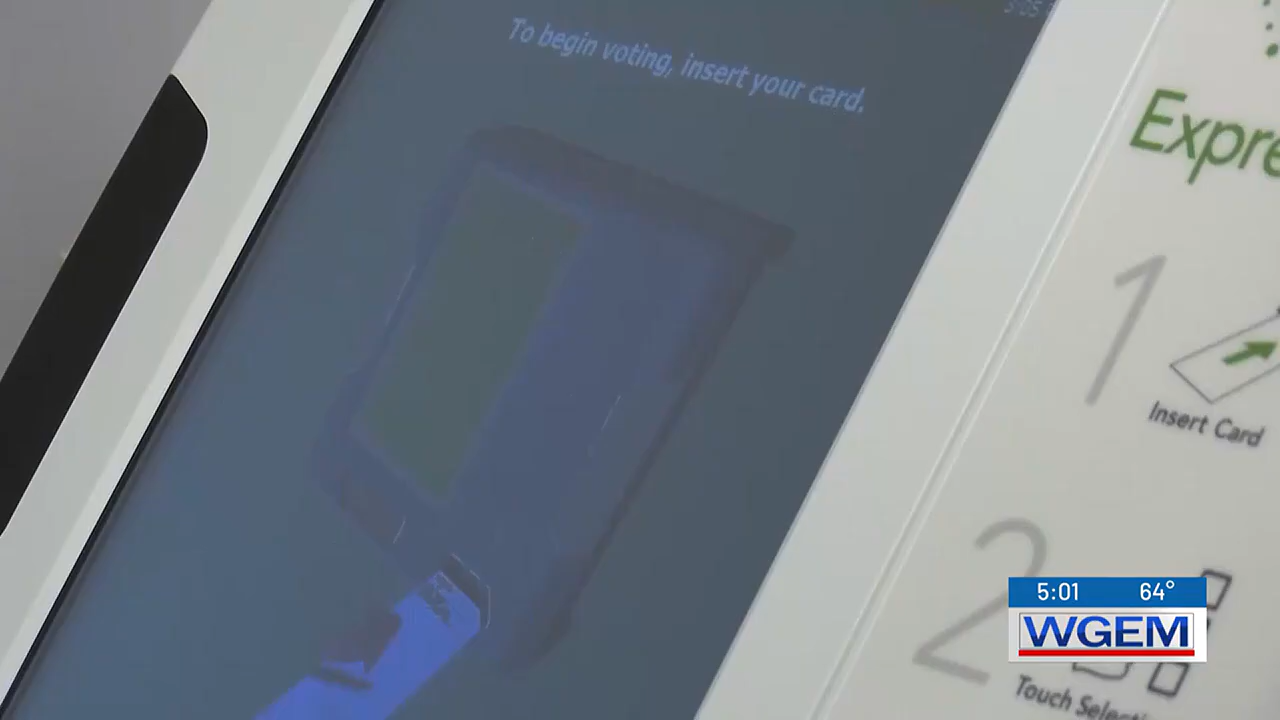 To begin voting, insert your card.
Expre
1
Insert Card
2
Touch Selecti
5:01 64°
WGEM